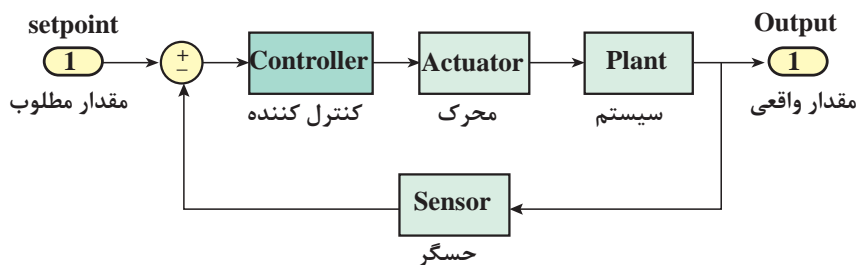 setpoint
1
مقدار مطلوب
+
−
Controller
کنترل کننده
Actuator
محرک
Plant
سیستم
Output
1
مقدار واقعی
Sensor
حسگر